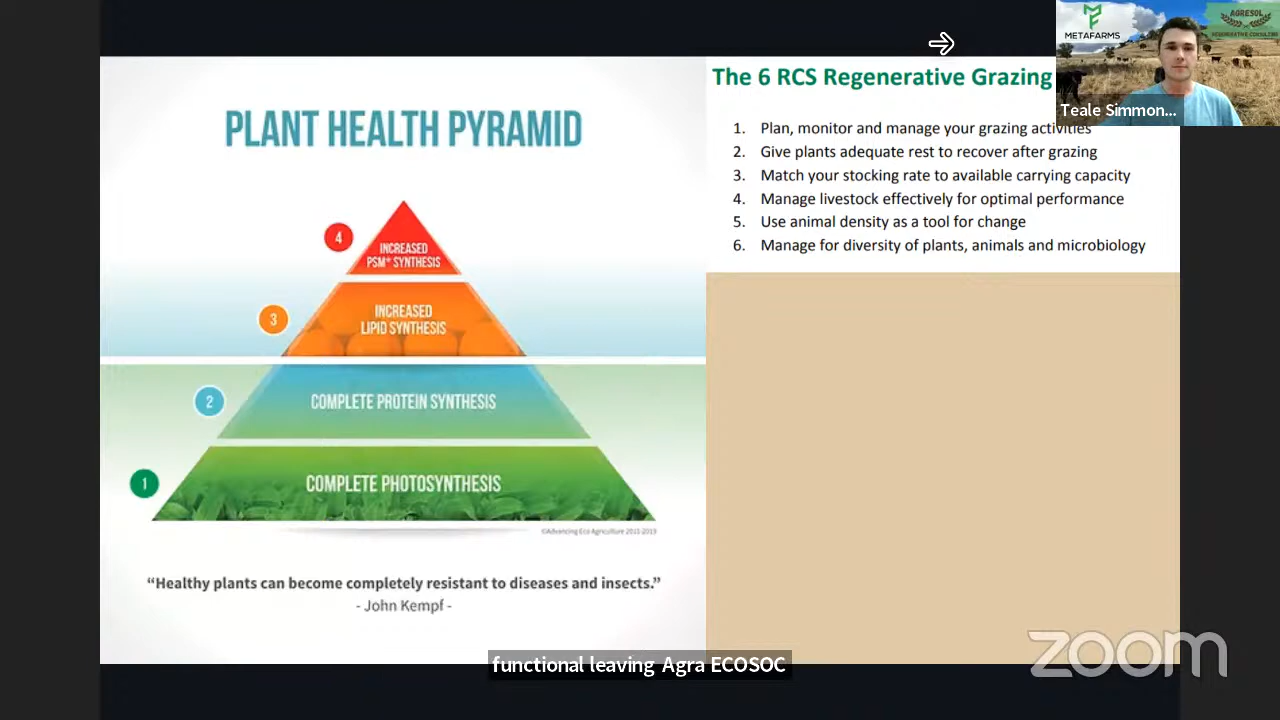 PLANT HEALTH PYRAMID
4
INCREASED
PSM* SYNTHESIS
3
INCREASED
LIPID SYNTHESIS
2
COMPLETE PROTEIN SYNTHESIS
1
COMPLETE PHOTOSYNTHESIS
©Advancing Eco Agriculture 2011-2019
“Healthy plants can become completely resistant to diseases and insects.”
- John Kempf -
The 6 RCS Regenerative Grazing
1. Plan, monitor and manage your grazing activities
2. Give plants adequate rest to recover after grazing
3. Match your stocking rate to available carrying capacity
4. Manage livestock effectively for optimal performance
5. Use animal density as a tool for change
6. Manage for diversity of plants, animals and microbiology
METAFARMS
AGRESOL
REGENERATIVE CONSULTING
Teale Simmon...
functional leaving Agra ECOSOC
zoom